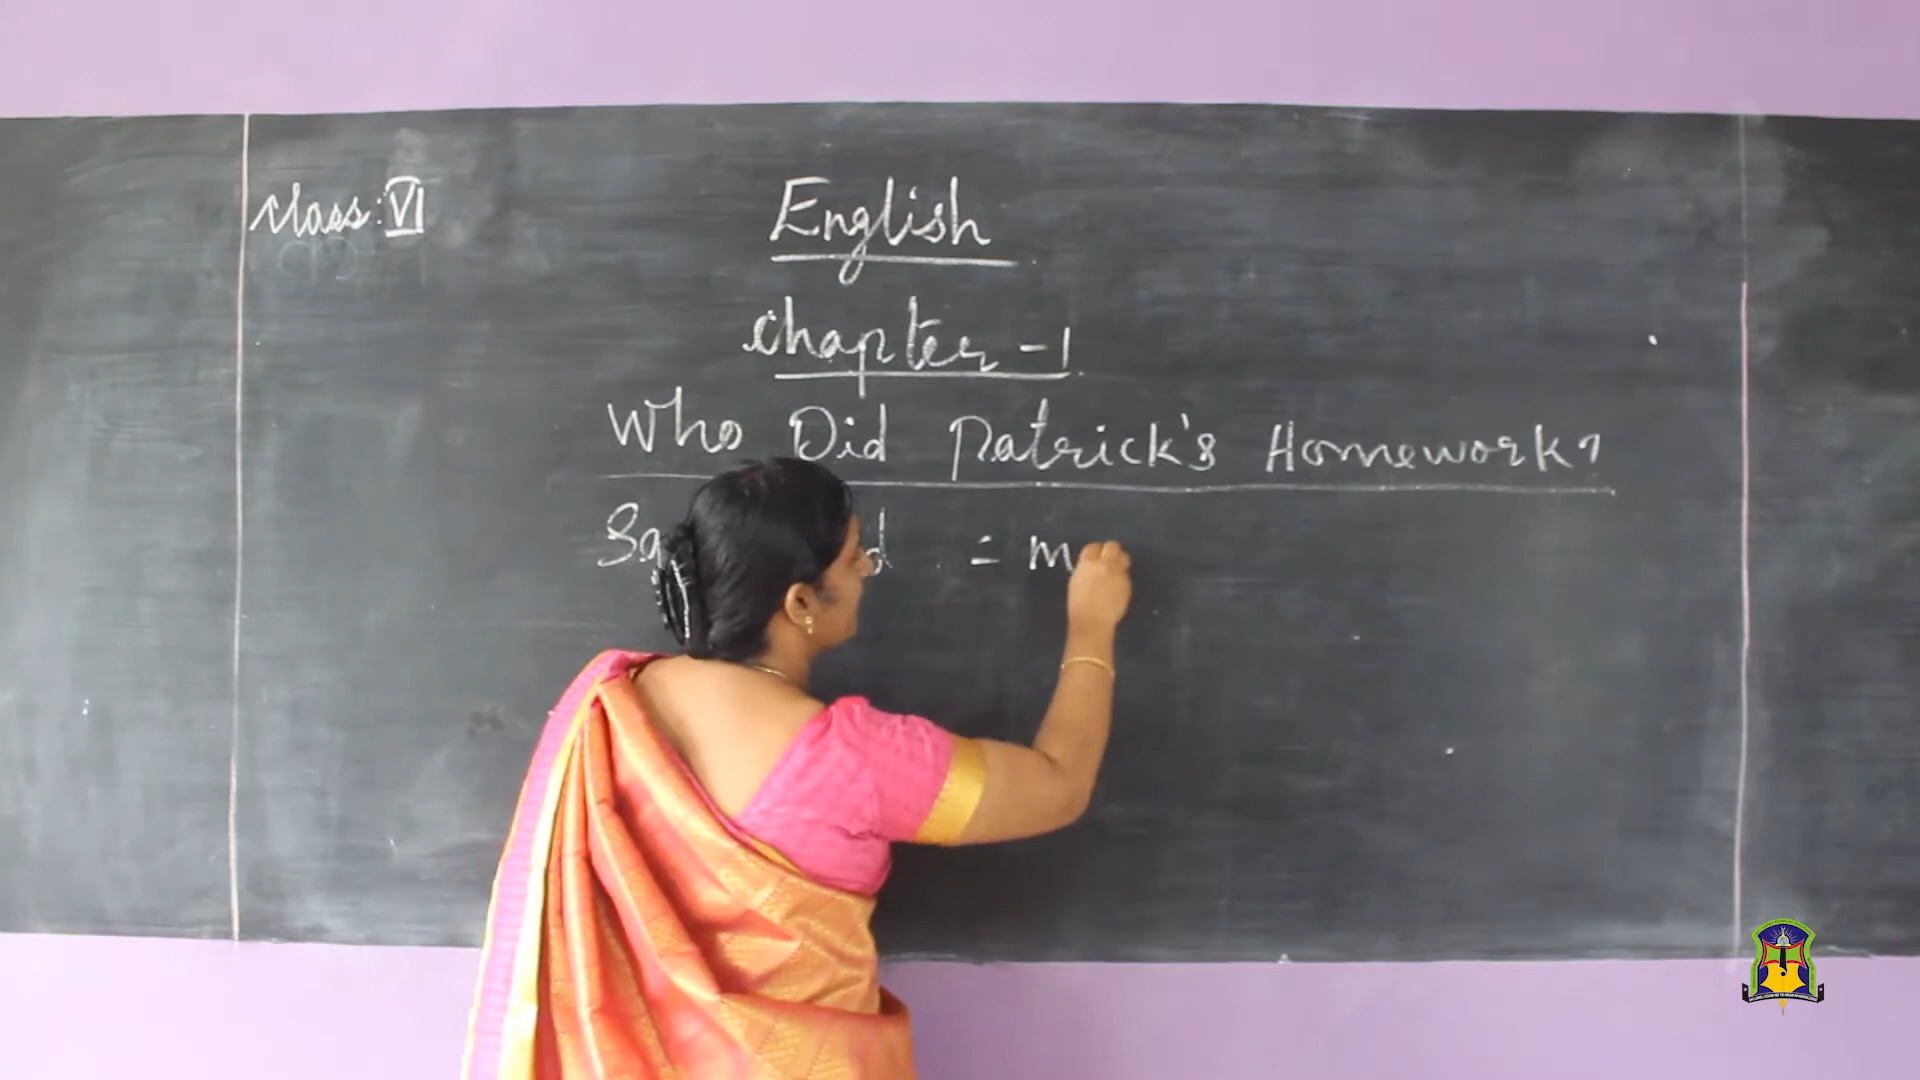 Class: VI
English
Chapter - 1
Who Did Patrick's Homework?
=